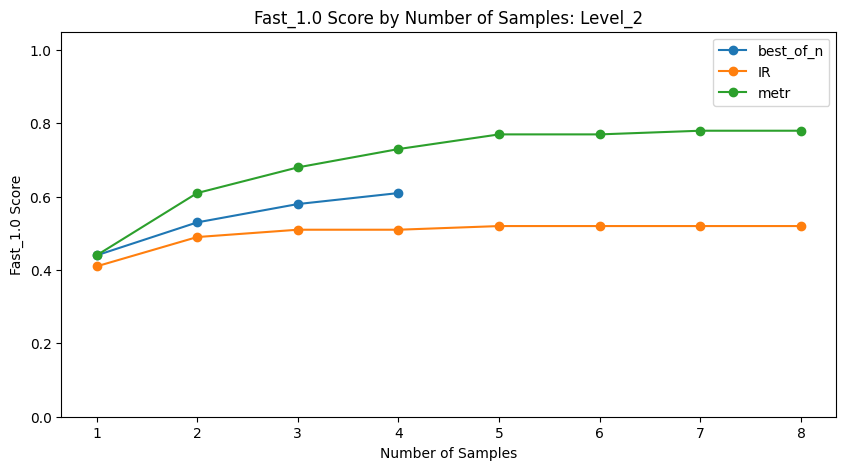 Fast_1.0 Score by Number of Samples: Level_2
best_of_n
IR
metr
Fast_1.0 Score
1.0
0.8
0.6
0.4
0.2
0.0
1 2 3 4 5 6 7 8
Number of Samples